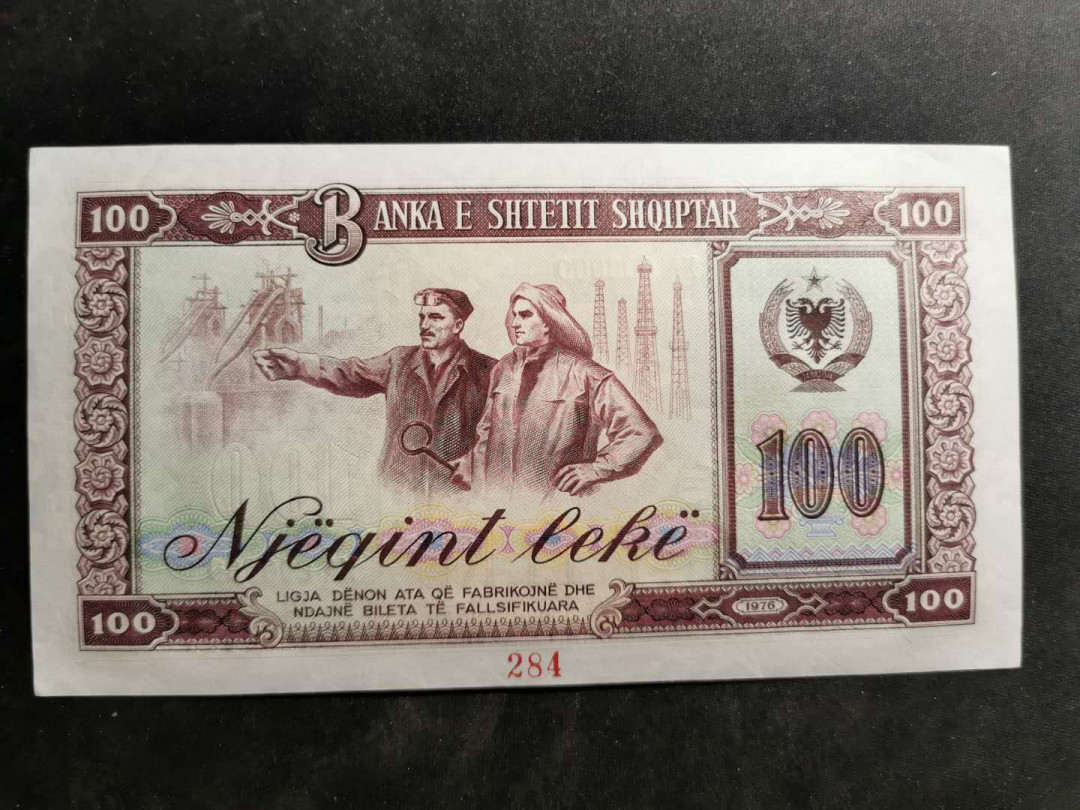 100 BANKA E SHTETIT SHQIPTAR 100
100
Njëqint lekë
LIGJA DËNON ATA QË FABRIKOJNË DHE
NDAJNË BILETA TË FALLSIFIKUARA
100 1976 100
284